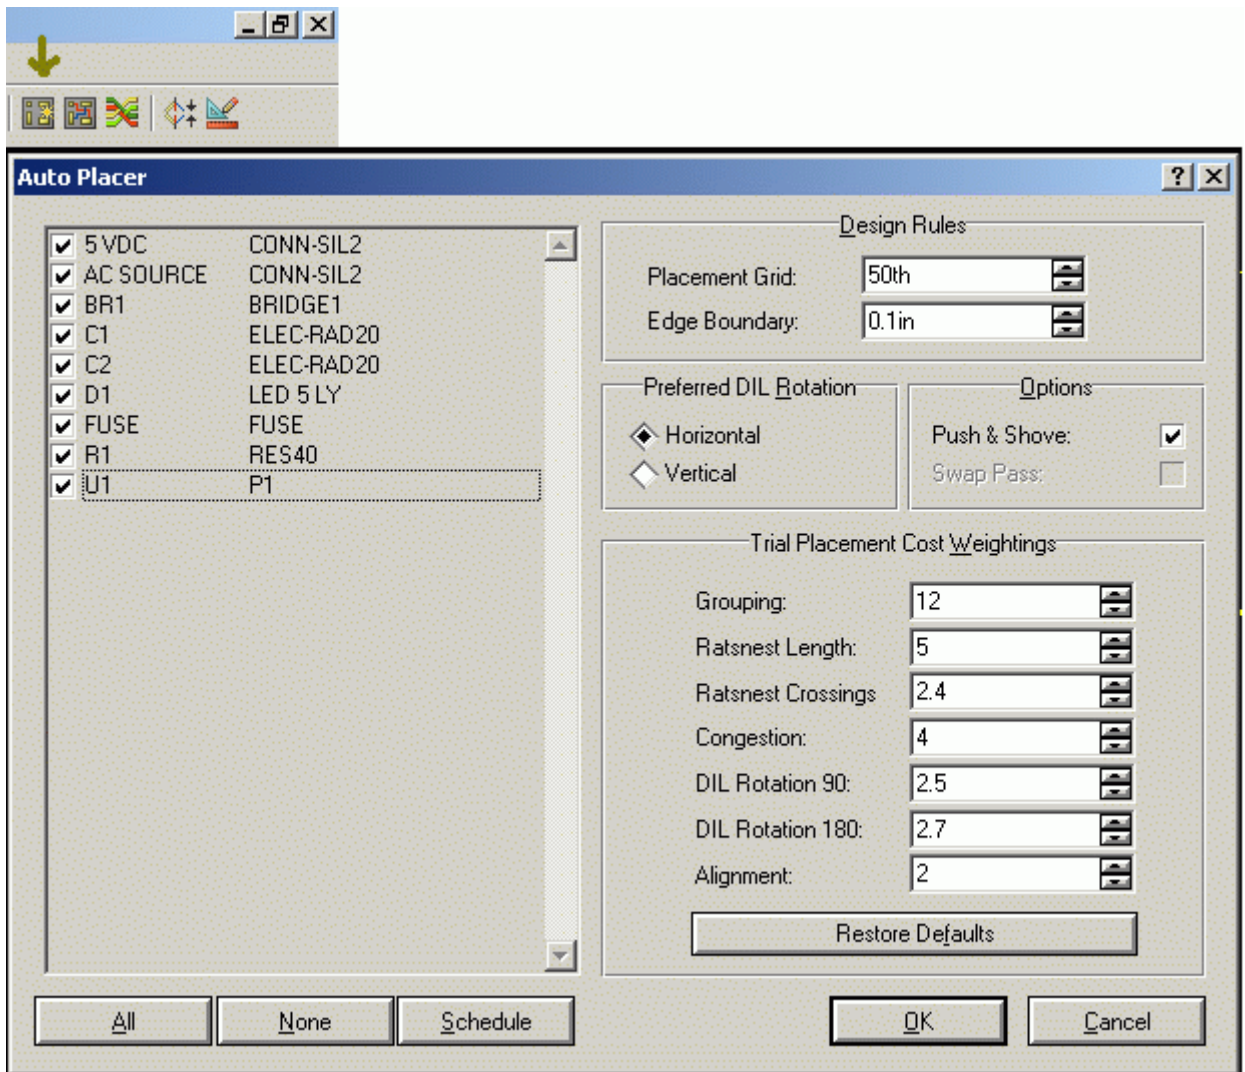 Auto Placer
5 VDC CONN-SIL2
AC SOURCE CONN-SIL2
BR1 BRIDGE1
C1 ELEC-RAD20
C2 ELEC-RAD20
D1 LED 5 LY
FUSE FUSE
R1 RES40
U1 P1
All
None
Schedule
Design Rules
Placement Grid: 50th
Edge Boundary: 0.1in
Preferred DIL Rotation
Horizontal
Vertical
Options
Push & Shove:
Swap Pass:
Trial Placement Cost Weightings
Grouping: 12
Ratsnest Length: 5
Ratsnest Crossings 2.4
Congestion: 4
DIL Rotation 90: 2.5
DIL Rotation 180: 2.7
Alignment: 2
Restore Defaults
OK
Cancel